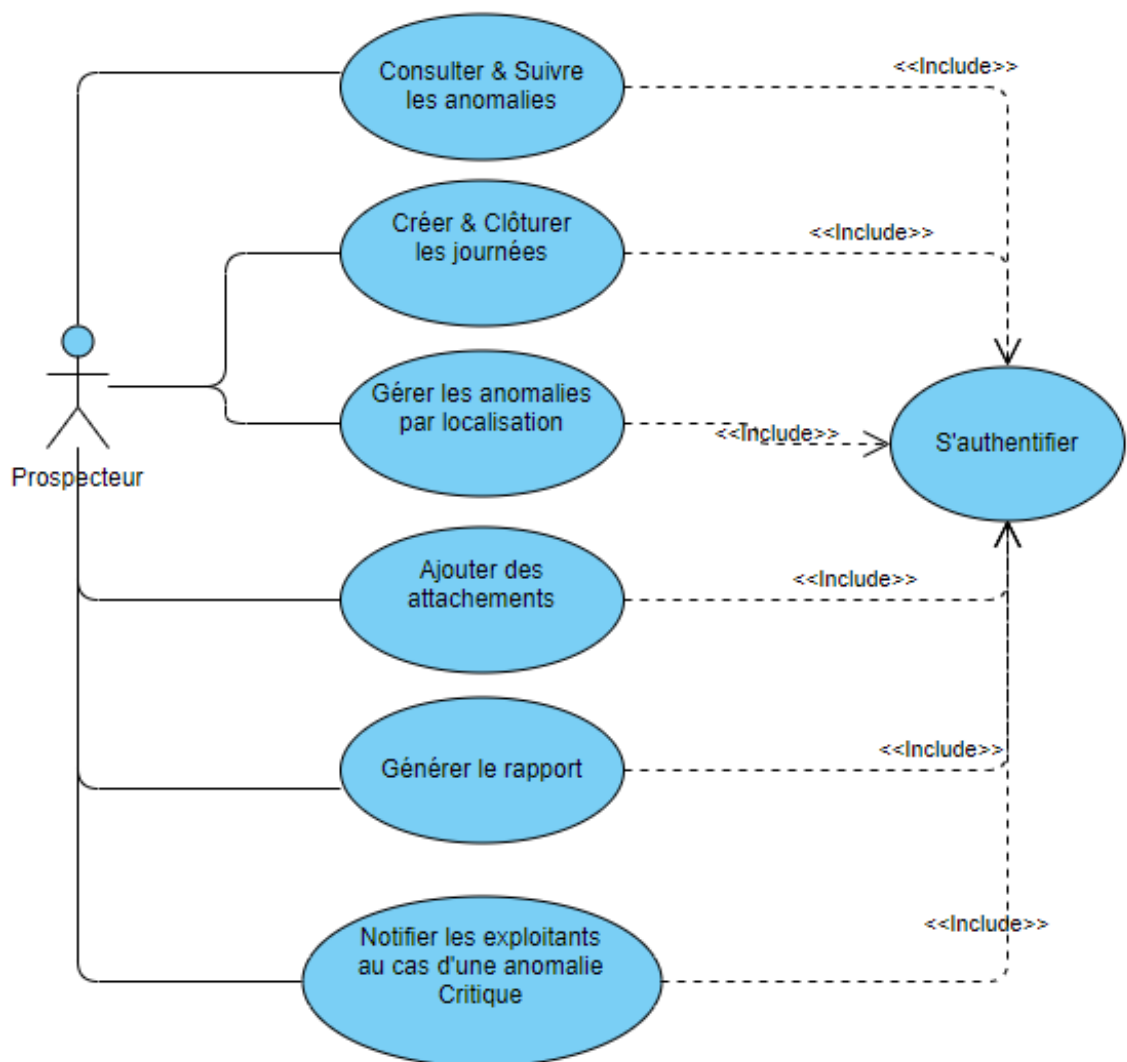 Consulter & Suivre
les anomalies
<<Include>>
Créer & Clôturer
les journées
<<Include>>
Gérer les anomalies
par localisation
<<Include>>
S'authentifier
Prospecteur
Ajouter des
attachements
<<Include>>
Générer le rapport
<<Include>>
Notifier les exploitants
au cas d'une anomalie
Critique
<<Include>>